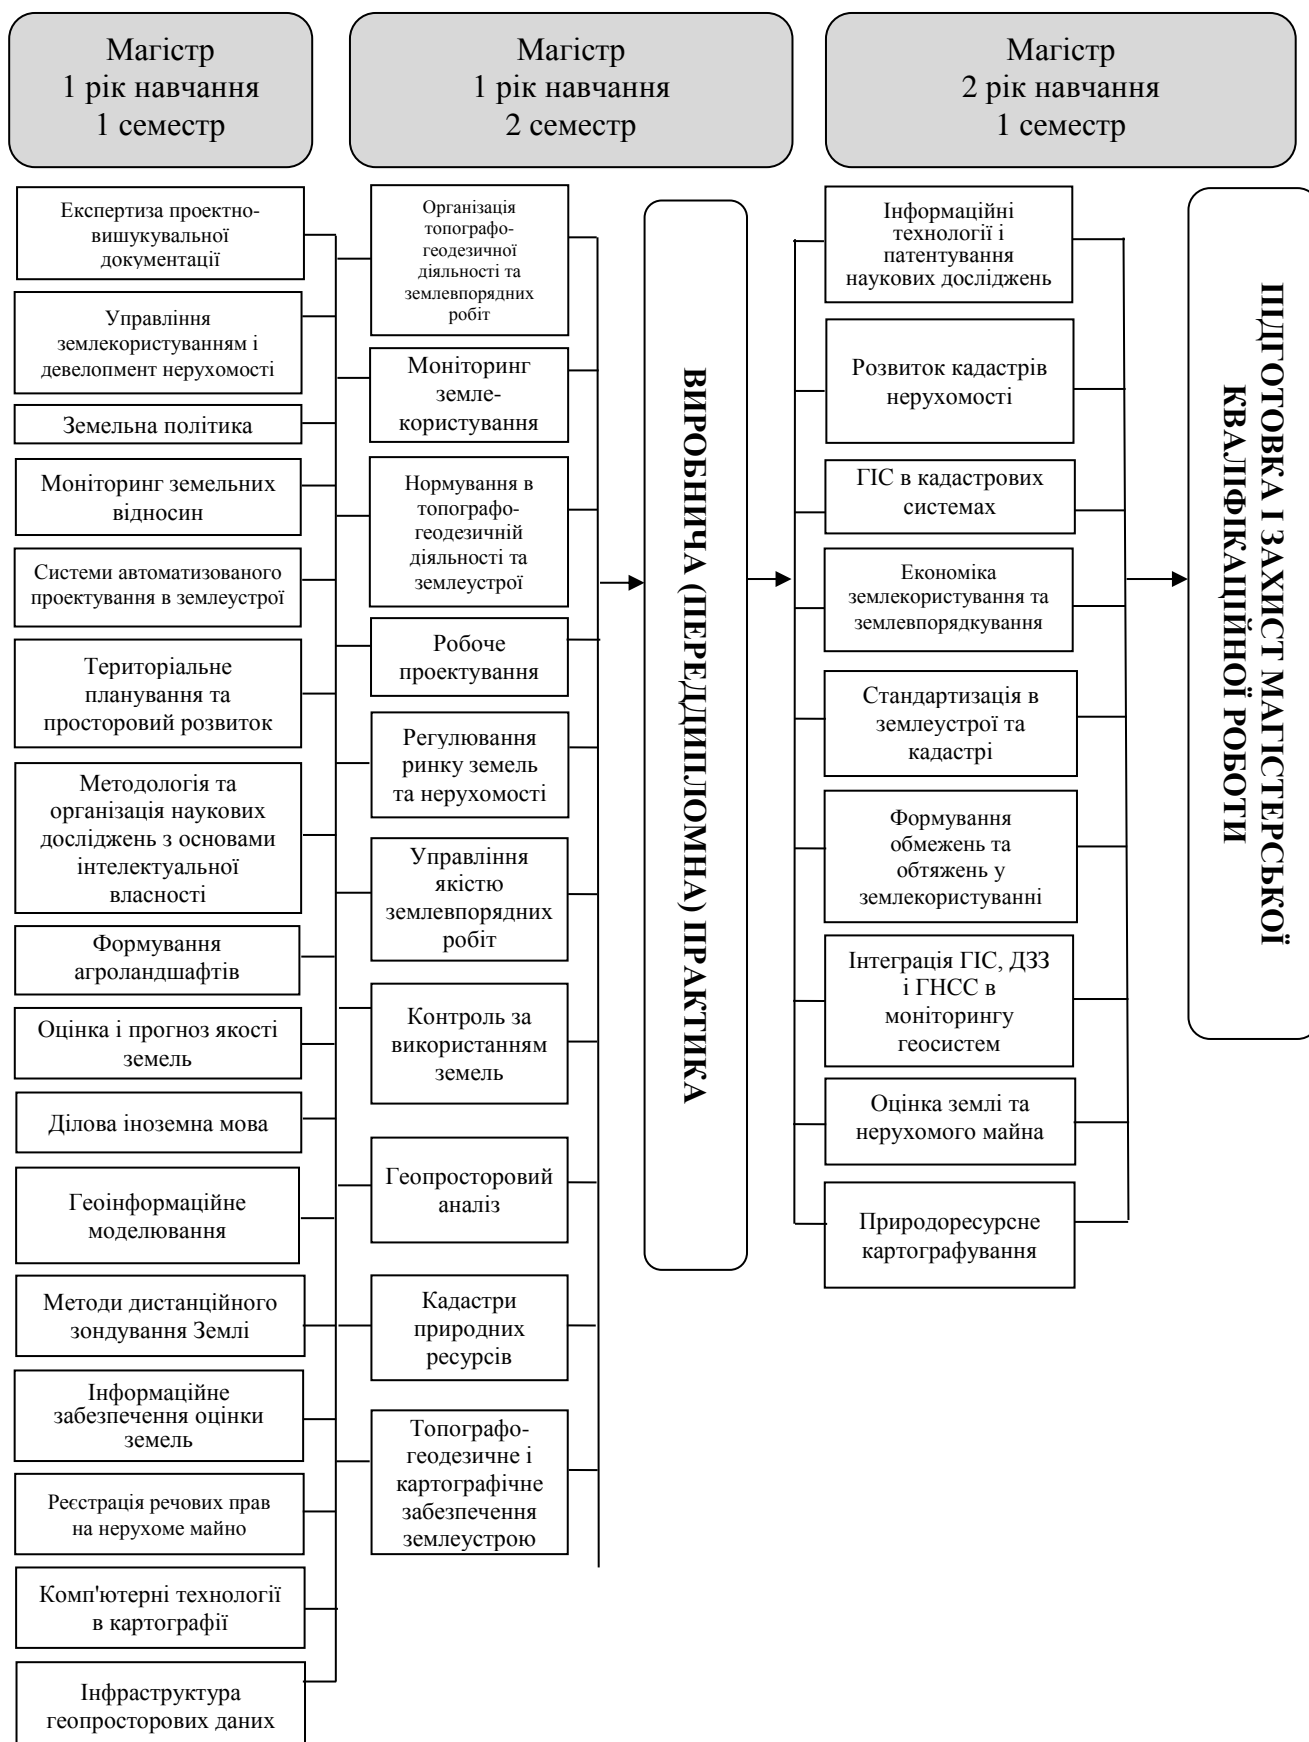 Магістр
1 рік навчання
1 семестр
Магістр
1 рік навчання
2 семестр
Магістр
2 рік навчання
1 семестр
Експертиза проектно-
вишукувальної
документації
Управління
землекористуванням і
девелопмент нерухомості
Земельна політика
Моніторинг земельних
відносин
Системи автоматизованого
проектування в землеустрої
Територіальне
планування та
просторовий розвиток
Методологія та
організація наукових
досліджень з основами
інтелектуальної
власності
Формування
агроландшафтів
Оцінка і прогноз якості
земель
Ділова іноземна мова
Геоінформаційне
моделювання
Методи дистанційного
зондування Землі
Інформаційне
забезпечення оцінки
земель
Реєстрація речових прав
на нерухоме майно
Комп'ютерні технології
в картографії
Інфраструктура
геопросторових даних
Організація
топографо-
геодезичної
діяльності та
землевпорядних
робіт
Моніторинг
земле-
користування
Нормування в
топографо-
геодезичній
діяльності та
землеустрої
Робоче
проектування
Регулювання
ринку земель
та нерухомості
Управління
якістю
землевпорядних
робіт
Контроль за
використанням
земель
Геопросторовий
аналіз
Кадастри
природних
ресурсів
Топографо-
геодезичне і
картографічне
забезпечення
землеустрою
ВИРОБНИЧА (ПЕРЕДДИПЛОМНА) ПРАКТИКА
Інформаційні
технології і
патентування
наукових досліджень
Розвиток кадастрів
нерухомості
ГІС в кадастрових
системах
Економіка
землекористування та
землевпорядкування
Стандартизація в
землеустрої та
кадастрі
Формування
обмежень та
обтяжень у
землекористуванні
Інтеграція ГІС, ДЗЗ
і ГНСС в
моніторингу
геосистем
Оцінка землі та
нерухомого майна
Природоресурсне
картографування
ПІДГОТОВКА І ЗАХИСТ МАГІСТЕРСЬКОЇ
КВАЛІФІКАЦІЙНОЇ РОБОТИ